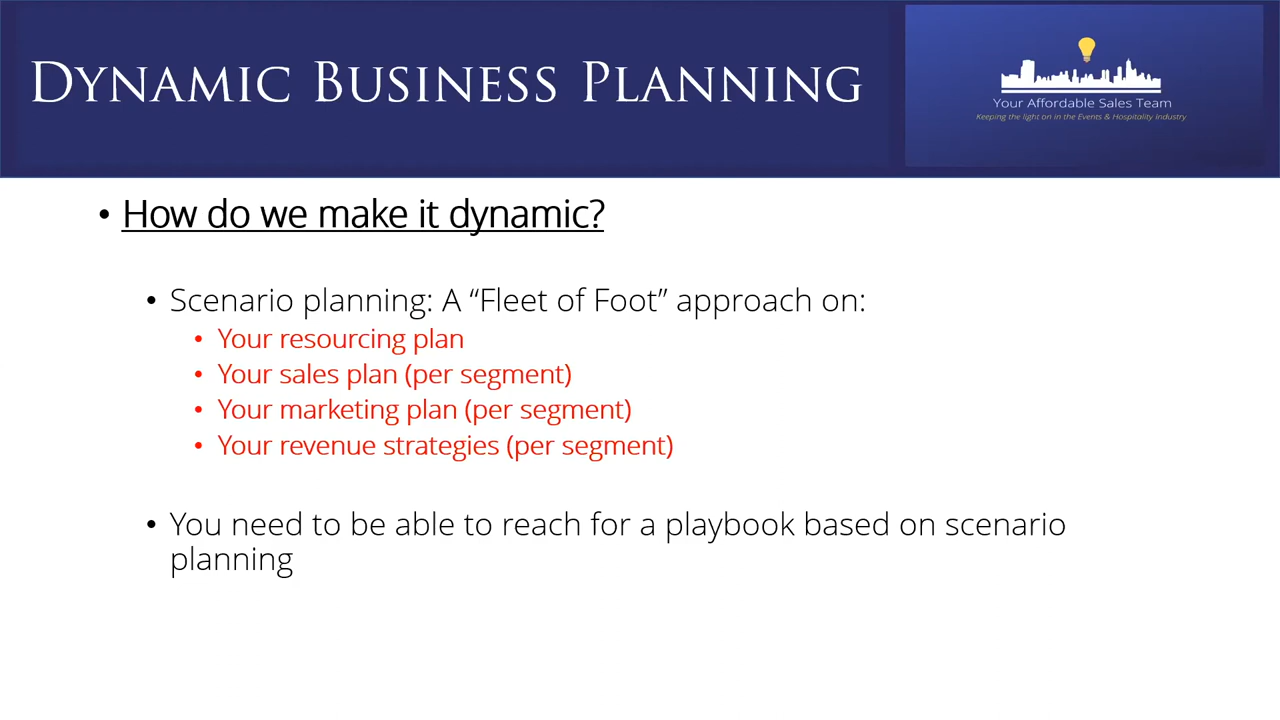 Dynamic Business Planning
Your Affordable Sales Team
Keeping the light on in the Events & Hospitality Industry
• How do we make it dynamic?
• Scenario planning: A “Fleet of Foot” approach on:
• Your resourcing plan
• Your sales plan (per segment)
• Your marketing plan (per segment)
• Your revenue strategies (per segment)
• You need to be able to reach for a playbook based on scenario
planning